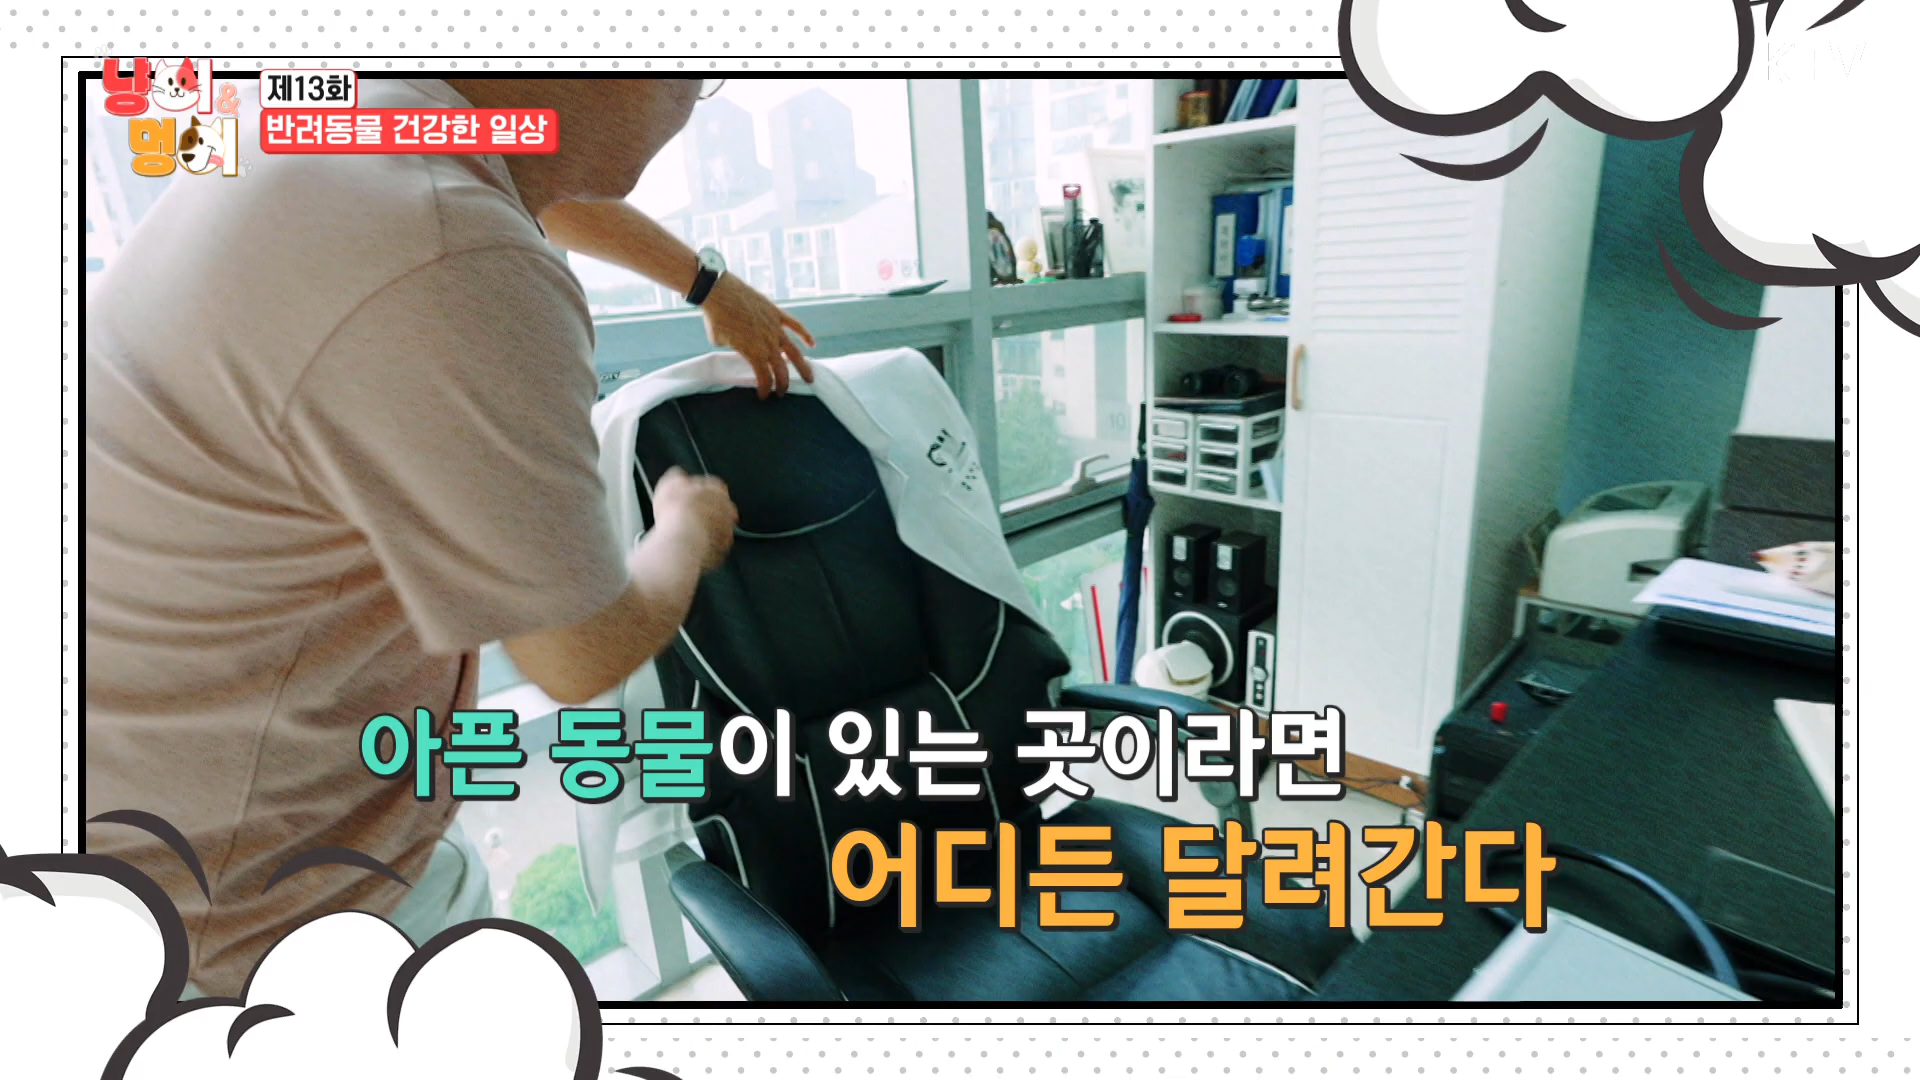 냥이&
멍이
제13화
반려동물 건강한 일상
KTV
10
아픈 동물이 있는 곳이라면
어디든 달려간다